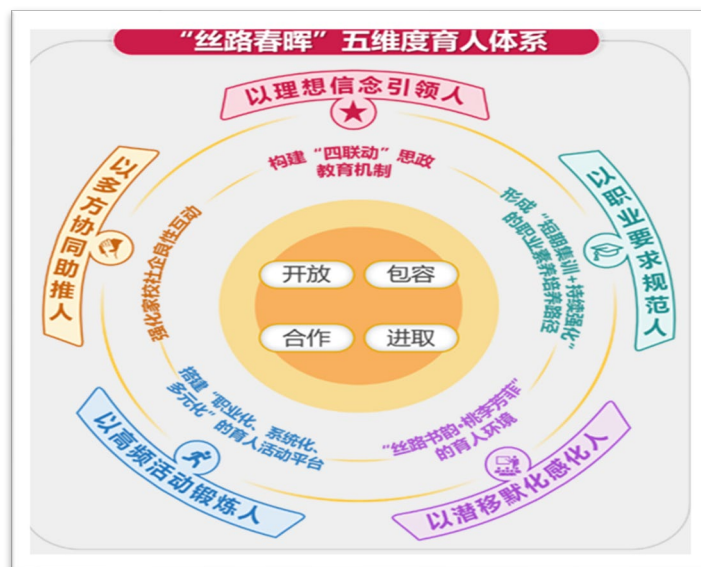 “丝路春晖”五维度育人体系
以理想信念引领人
构建“四联动”思政
教育机制
以职业要求规范人
形成“短期集训+持续强化”
的职业素养培养路径
以潜移默化感化人
“丝路书韵·桃李芳菲”
的育人环境
以高频活动锻炼人
搭建“职业化、系统化、
多元化”的育人活动平台
以多方协同助推人
强化家校社企良性互动
开放
包容
合作
进取